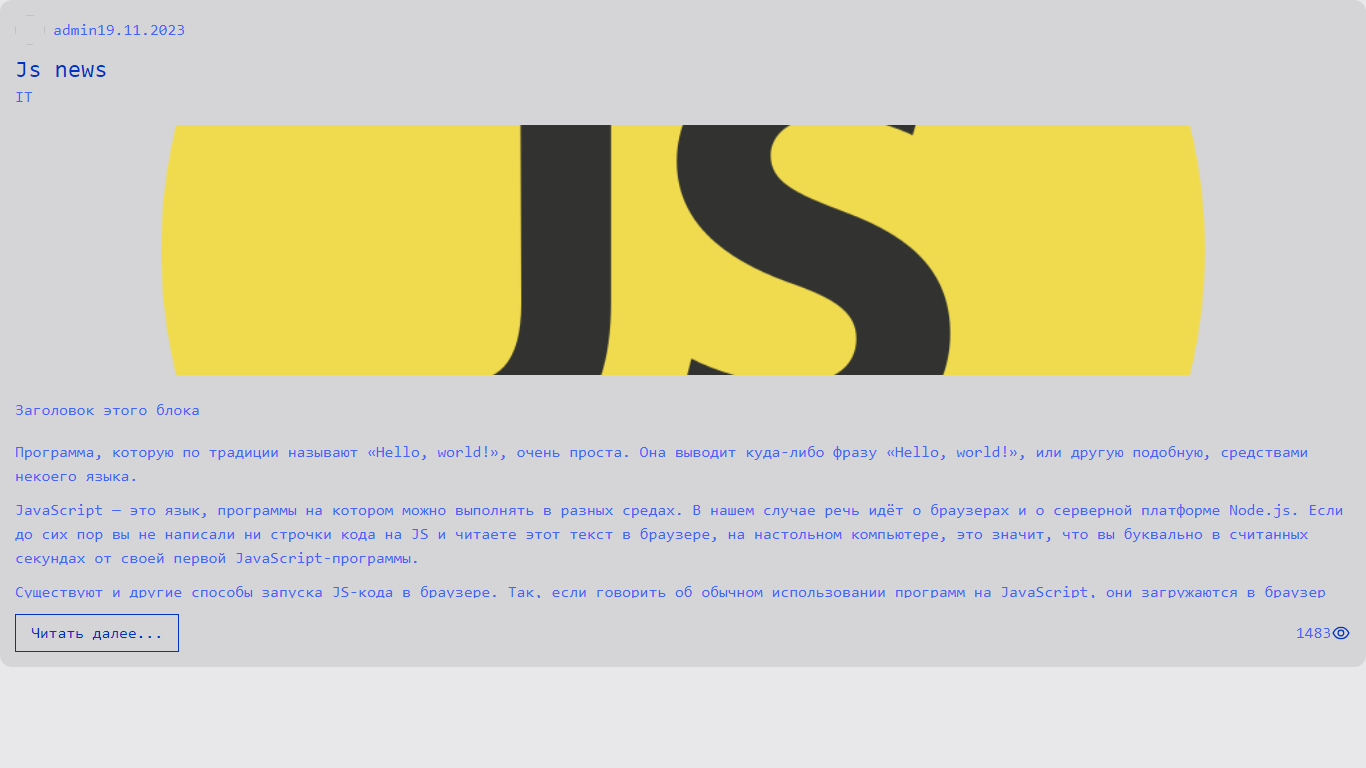 admin19.11.2023
Js news
IT
JS
Заголовок этого блока
Программа, которую по традиции называют «Hello, world!», очень проста. Она выводит куда-либо фразу «Hello, world!», или другую подобную, средствами
некоего языка.
JavaScript — это язык, программы на котором можно выполнять в разных средах. В нашем случае речь идёт о браузерах и о серверной платформе Node.js. Если
до сих пор вы не написали ни строчки кода на JS и читаете этот текст в браузере, на настольном компьютере, это значит, что вы буквально в считанных
секундах от своей первой JavaScript-программы.
Существуют и другие способы запуска JS-кода в браузере. Так, если говорить об обычном использовании программ на JavaScript, они загружаются в браузер
Читать далее...
1483